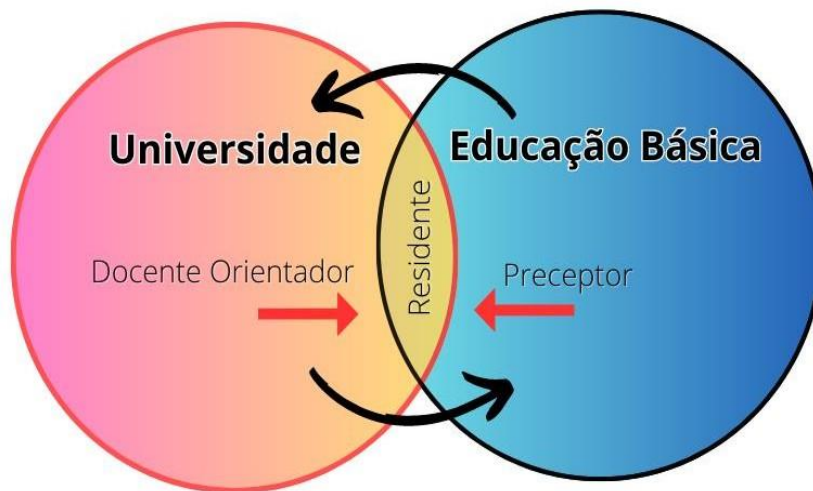 Universidade
Educação Básica
Docente Orientador
Residente
Preceptor